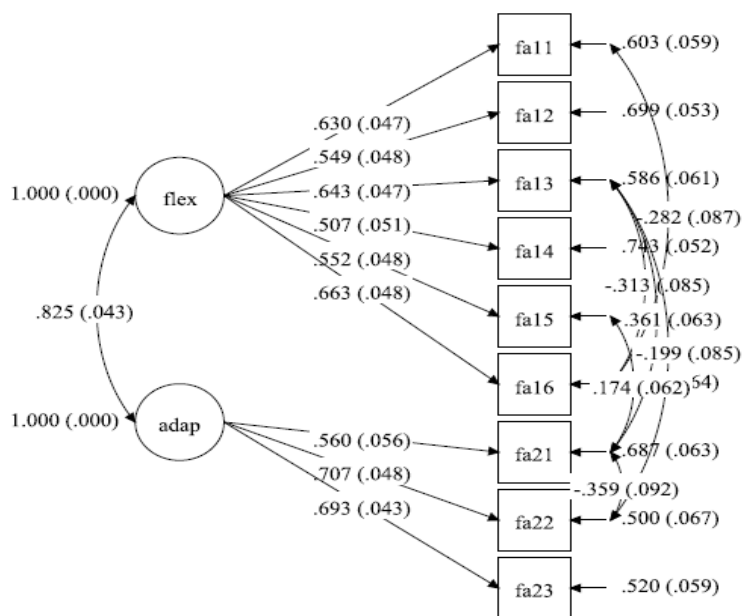 fa11 .603 (.059)
fa12 .699 (.053)
.630 (.047)
.549 (.048)
fa13 .586 (.061)
.643 (.047)
1.000 (.000) flex
.507 (.051)
-.282 (.087)
fa14 .743 (.052)
.552 (.048)
.663 (.048)
-.313 (.085)
.825 (.043)
fa15 .361 (.063)
-.199 (.085)
fa16 .174 (.062)
1.000 (.000) adap
.560 (.056)
fa21 .687 (.063)
.707 (.048)
-.359 (.092)
.693 (.043)
fa22 .500 (.067)
fa23 .520 (.059)